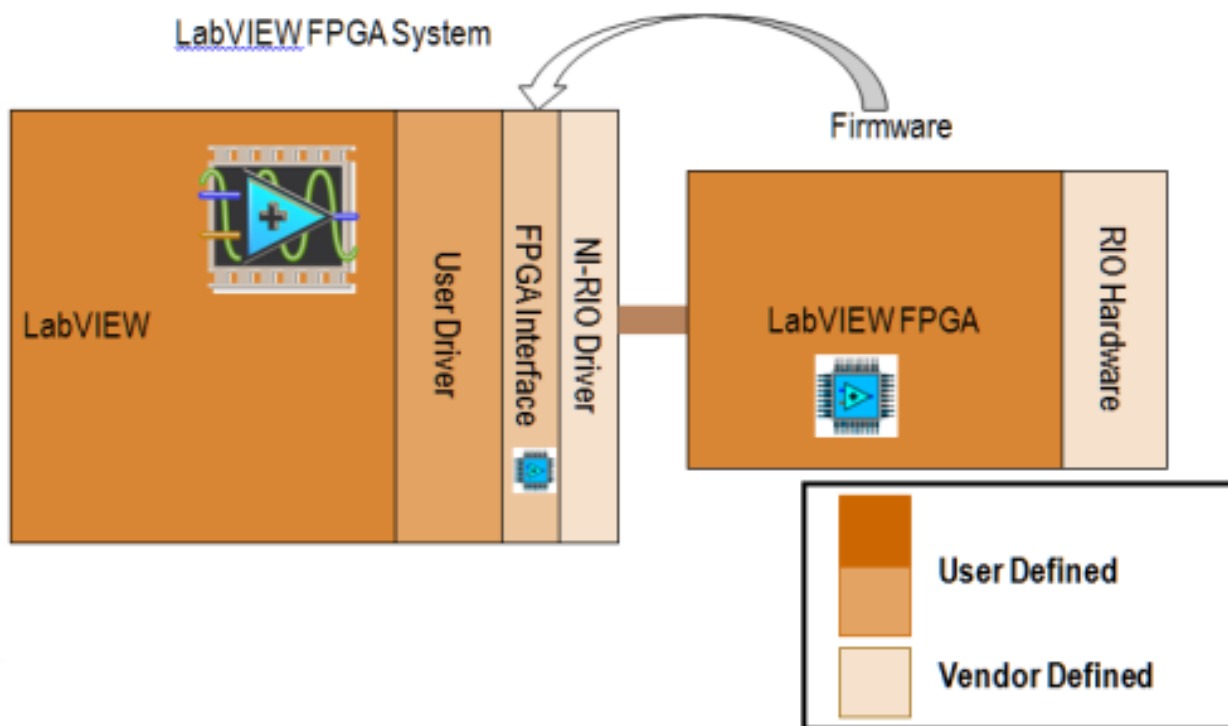 LabVIEW FPGA System
Firmware
LabVIEW
User Driver
FPGA Interface
NI-RIO Driver
LabVIEW FPGA
RIO Hardware
User Defined
Vendor Defined